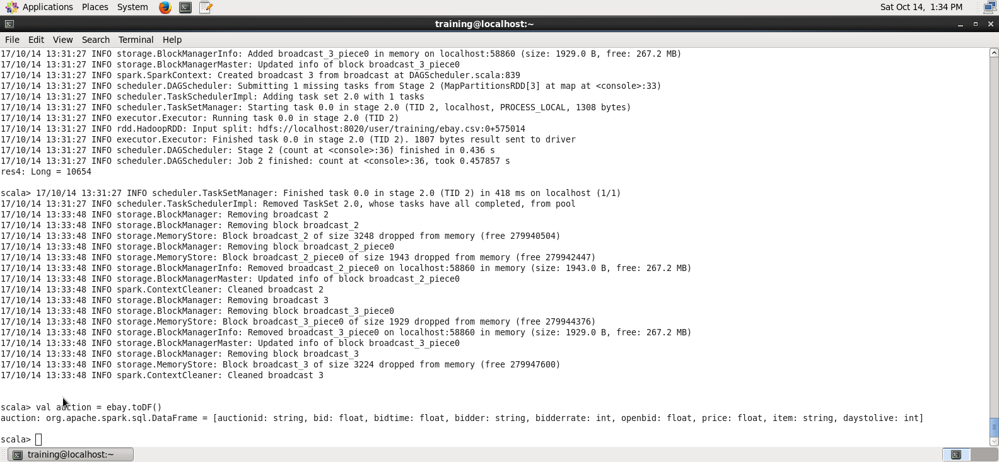 Applications Places System Sat Oct 14, 1:34 PM
training@localhost:~
File Edit View Search Terminal Help
17/10/14 13:31:27 INFO storage.BlockManagerInfo: Added broadcast_3_piece0 in memory on localhost:58860 (size: 1929.0 B, free: 267.2 MB)
17/10/14 13:31:27 INFO storage.BlockManagerMaster: Updated info of block broadcast_3_piece0
17/10/14 13:31:27 INFO spark.SparkContext: Created broadcast 3 from broadcast at DAGScheduler.scala:839
17/10/14 13:31:27 INFO scheduler.DAGScheduler: Submitting 1 missing tasks from Stage 2 (MapPartitionsRDD[3] at map at <console>:33)
17/10/14 13:31:27 INFO scheduler.TaskSchedulerImpl: Adding task set 2.0 with 1 tasks
17/10/14 13:31:27 INFO scheduler.TaskSetManager: Starting task 0.0 in stage 2.0 (TID 2, localhost, PROCESS_LOCAL, 1308 bytes)
17/10/14 13:31:27 INFO executor.Executor: Running task 0.0 in stage 2.0 (TID 2)
17/10/14 13:31:27 INFO rdd.HadoopRDD: Input split: hdfs://localhost:8020/user/training/ebay.csv:0+575014
17/10/14 13:31:27 INFO executor.Executor: Finished task 0.0 in stage 2.0 (TID 2). 1807 bytes result sent to driver
17/10/14 13:31:27 INFO scheduler.DAGScheduler: Stage 2 (count at <console>:36) finished in 0.436 s
17/10/14 13:31:27 INFO scheduler.DAGScheduler: Job 2 finished: count at <console>:36, took 0.457857 s
res4: Long = 10654
scala> 17/10/14 13:31:27 INFO scheduler.TaskSetManager: Finished task 0.0 in stage 2.0 (TID 2) in 418 ms on localhost (1/1)
17/10/14 13:31:27 INFO scheduler.TaskSchedulerImpl: Removed TaskSet 2.0, whose tasks have all completed, from pool
17/10/14 13:33:48 INFO storage.BlockManager: Removing broadcast 2
17/10/14 13:33:48 INFO storage.BlockManager: Removing block broadcast_2
17/10/14 13:33:48 INFO storage.MemoryStore: Block broadcast_2 of size 3248 dropped from memory (free 279940504)
17/10/14 13:33:48 INFO storage.BlockManager: Removing block broadcast_2_piece0
17/10/14 13:33:48 INFO storage.MemoryStore: Block broadcast_2_piece0 of size 1943 dropped from memory (free 279942447)
17/10/14 13:33:48 INFO storage.BlockManagerInfo: Removed broadcast_2_piece0 on localhost:58860 in memory (size: 1943.0 B, free: 267.2 MB)
17/10/14 13:33:48 INFO storage.BlockManagerMaster: Updated info of block broadcast_2_piece0
17/10/14 13:33:48 INFO spark.ContextCleaner: Cleaned broadcast 2
17/10/14 13:33:48 INFO storage.BlockManager: Removing broadcast 3
17/10/14 13:33:48 INFO storage.BlockManager: Removing block broadcast_3_piece0
17/10/14 13:33:48 INFO storage.MemoryStore: Block broadcast_3_piece0 of size 1929 dropped from memory (free 279944376)
17/10/14 13:33:48 INFO storage.BlockManagerInfo: Removed broadcast_3_piece0 on localhost:58860 in memory (size: 1929.0 B, free: 267.2 MB)
17/10/14 13:33:48 INFO storage.BlockManagerMaster: Updated info of block broadcast_3_piece0
17/10/14 13:33:48 INFO storage.BlockManager: Removing block broadcast_3
17/10/14 13:33:48 INFO storage.MemoryStore: Block broadcast_3 of size 3224 dropped from memory (free 279947600)
17/10/14 13:33:48 INFO spark.ContextCleaner: Cleaned broadcast 3
scala> val auction = ebay.toDF()
auction: org.apache.spark.sql.DataFrame = [auctionid: string, bid: float, bidtime: float, bidder: string, bidderrate: int, openbid: float, price: float, item: string, daystolive: int]
scala>
training@localhost:~